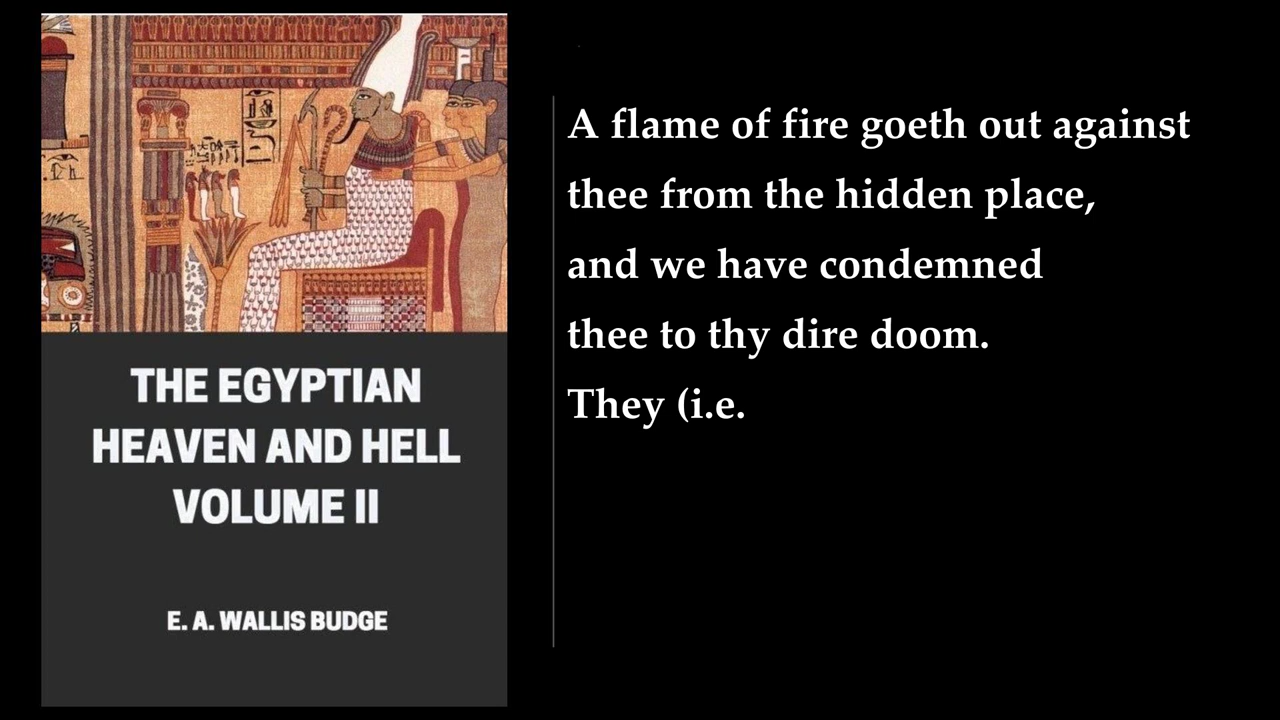 THE EGYPTIAN
HEAVEN AND HELL
VOLUME II
E. A. WALLIS BUDGE
A flame of fire goeth out against
thee from the hidden place,
and we have condemned
thee to thy dire doom.
They (i.e.